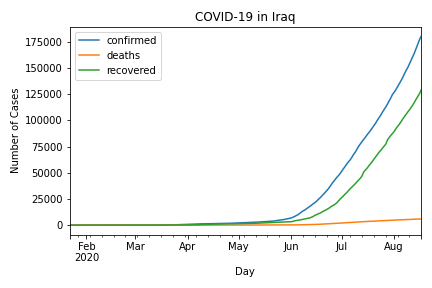 COVID-19 in Iraq
confirmed
deaths
recovered
Number of Cases
175000
150000
125000
100000
75000
50000
25000
0
Feb Mar Apr May Jun Jul Aug
2020
Day